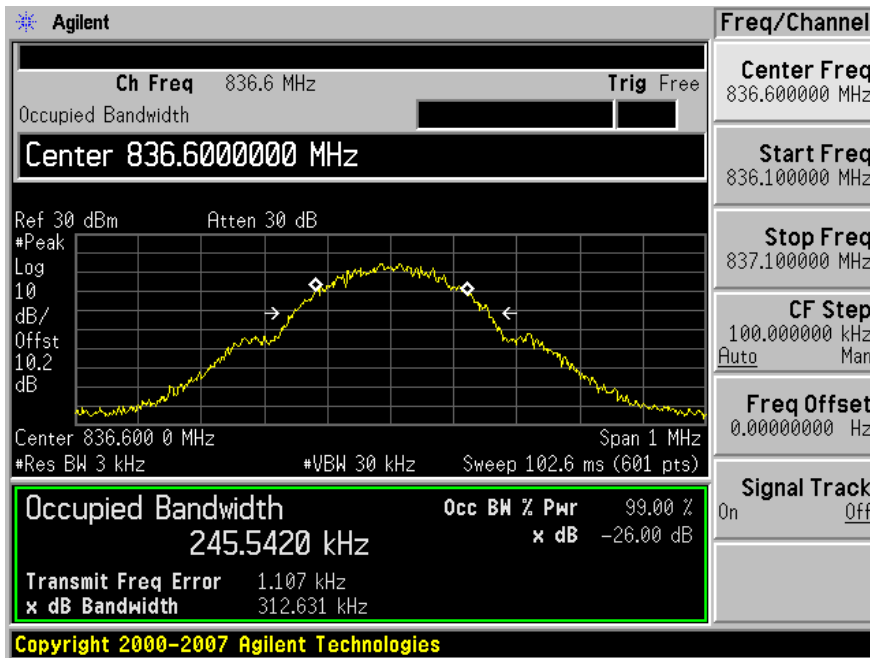 Agilent
Freq/Channel
Ch Freq 836.6 MHz Trig Free
Occupied Bandwidth
Center 836.6000000 MHz
Ref 30 dBm Atten 30 dB
#Peak
Log
10
dB/
Offst
10.2
dB
Center 836.600 0 MHz Span 1 MHz
#Res BW 3 kHz #VBW 30 kHz Sweep 102.6 ms (601 pts)
Occupied Bandwidth Occ BW % Pwr 99.00 %
245.5420 kHz x dB -26.00 dB
Transmit Freq Error 1.107 kHz
x dB Bandwidth 312.631 kHz
Copyright 2000-2007 Agilent Technologies
Center Freq
836.600000 MHz
Start Freq
836.100000 MHz
Stop Freq
837.100000 MHz
CF Step
100.000000 kHz
Auto Man
Freq Offset
0.00000000 Hz
Signal Track
On Off